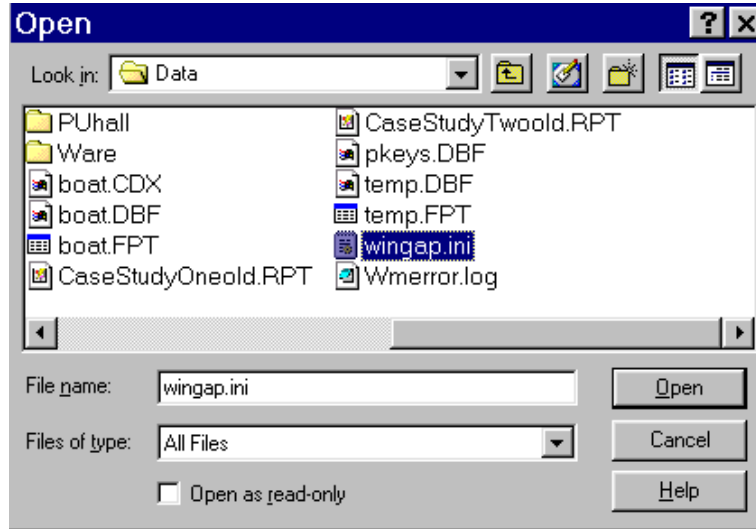 Open
Look in: Data
PUhall
Ware
boat.CDX
boat.DBF
boat.FPT
CaseStudyOneold.RPT
CaseStudyTwoold.RPT
pkeys.DBF
temp.DBF
temp.FPT
wingap.ini
Wmerror.log
File name: wingap.ini Open
Files of type: All Files Cancel
Open as read-only Help